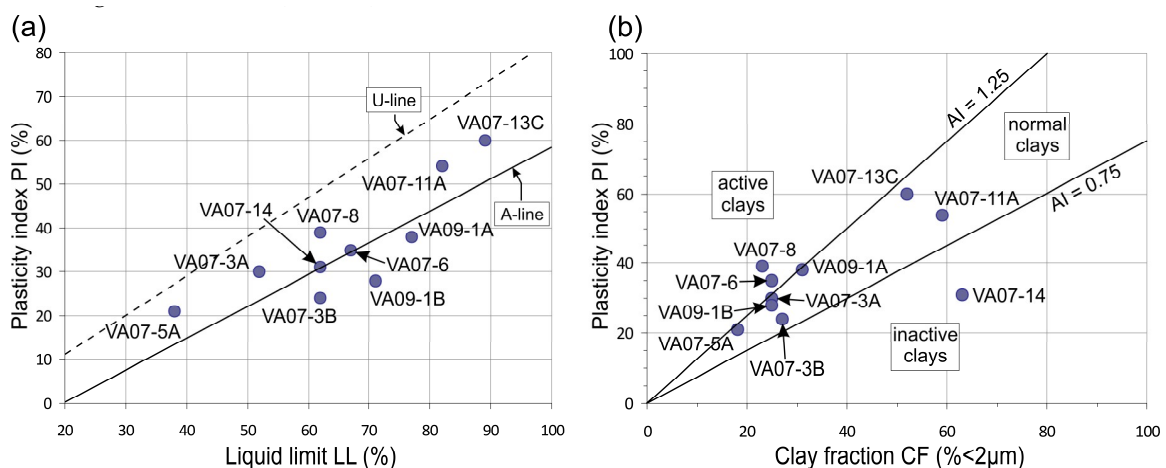 (a)
80
70
60
50
40
30
20
10
0
Plasticity index PI (%)
U-line
VA07-13C
VA07-11A
A-line
VA07-14
VA07-8
VA09-1A
VA07-3A
VA07-6
VA09-1B
VA07-3B
VA07-5A
20 30 40 50 60 70 80 90 100
Liquid limit LL (%)
(b)
100
80
60
40
20
0
Plasticity index PI (%)
AI = 1.25
normal
clays
AI = 0.75
active
clays
VA07-13C
VA07-11A
VA07-8
VA09-1A
VA07-6
VA07-3A
VA09-1B
VA07-14
VA07-5A
VA07-3B
inactive
clays
0 20 40 60 80 100
Clay fraction CF (%<2μm)